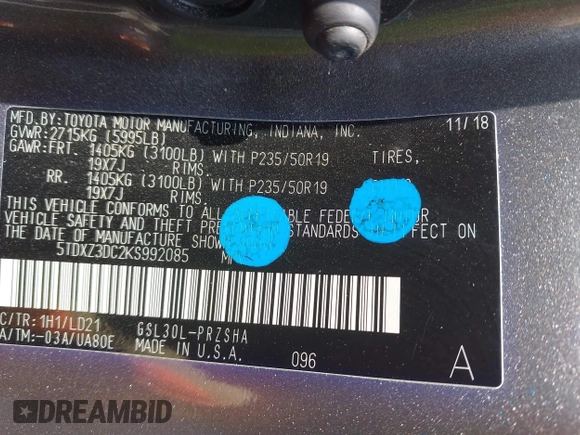 MFD.BY:TOYOTA MOTOR MANUFACTURING, INDIANA, INC. 11/18
GVWR:2715KG (5995LB)
GAWR:FRT. 1405KG (3100LB) WITH P235/50R19 TIRES,
19X7J RIMS.
RR. 1405KG (3100LB) WITH P235/50R19
19X7J RIMS.
THIS VEHICLE CONFORMS TO ALL FEDERAL MOTOR
VEHICLE SAFETY AND THEFT STANDARDS IN EFFECT ON
THE DATE OF MANUFACTURE
5TDXZ3DC2KS992085
C/TR:1H1/LD21 GSL30L-PRZSHA
A/TM:-03A/UA80E MADE IN U.S.A. 096 A
DREAMBID